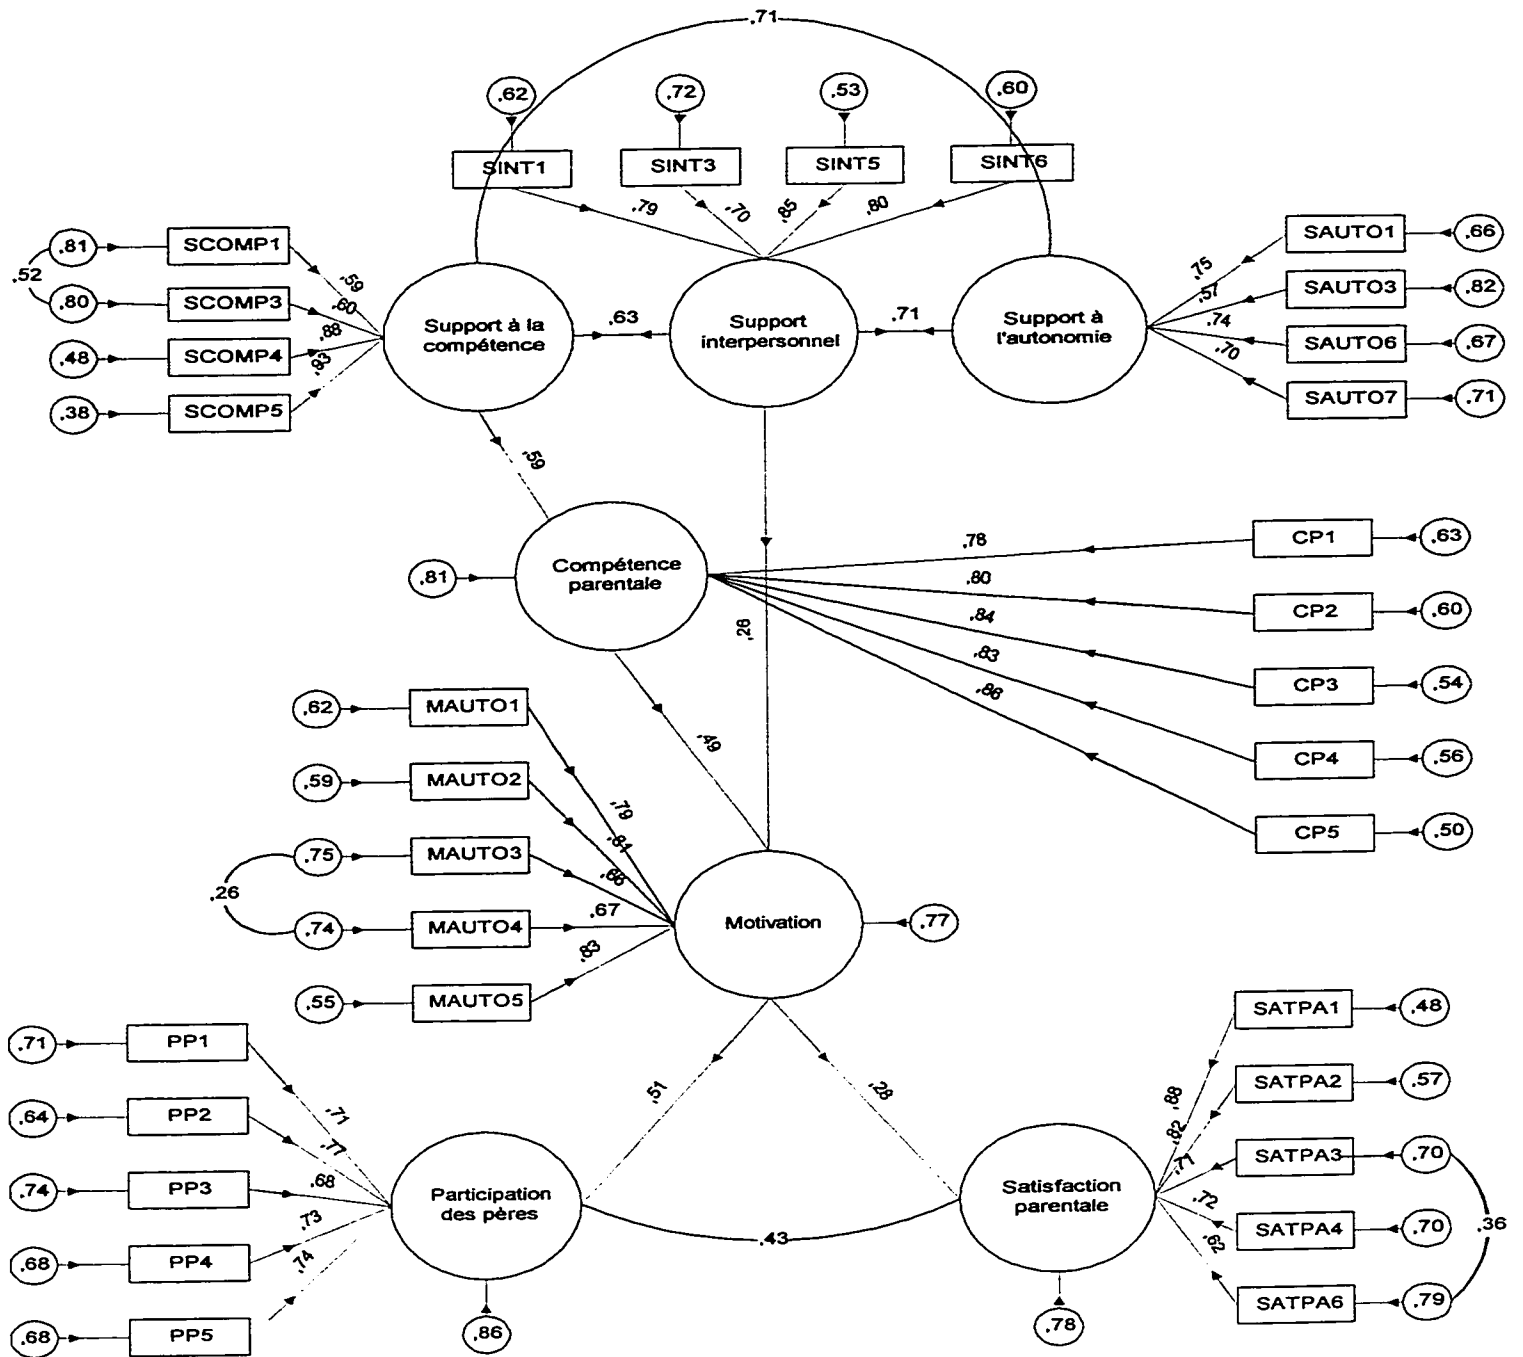 .71
.62
.72
.53
.60
SINT1
SINT3
SINT5
SINT6
.79
.70
.85
.80
.81
SCOMP1
.59
.52
.80
SCOMP3
.60
.48
SCOMP4
.88
.38
SCOMP5
.93
Support à la
compétence
.63
Support
interpersonnel
.71
Support à
l'autonomie
.75
SAUTO1
.66
.57
SAUTO3
.82
.74
SAUTO6
.67
.70
SAUTO7
.71
.59
.81
Compétence
parentale
.78
CP1
.63
.80
CP2
.60
.84
CP3
.54
.83
CP4
.56
.86
CP5
.50
.26
.49
.62
MAUTO1
.79
.59
MAUTO2
.81
.75
MAUTO3
.66
.26
.74
MAUTO4
.67
.55
MAUTO5
.83
Motivation
.77
.51
.28
.71
PP1
.71
.64
PP2
.77
.74
PP3
.68
.68
PP4
.73
.68
PP5
.74
Participation
des pères
.86
.43
Satisfaction
parentale
.78
.88
SATPA1
.48
.82
SATPA2
.57
.71
SATPA3
.70
.72
SATPA4
.70
.36
.62
SATPA6
.79